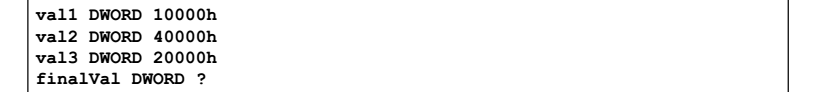 val1 DWORD 10000h
val2 DWORD 40000h
val3 DWORD 20000h
finalVal DWORD ?